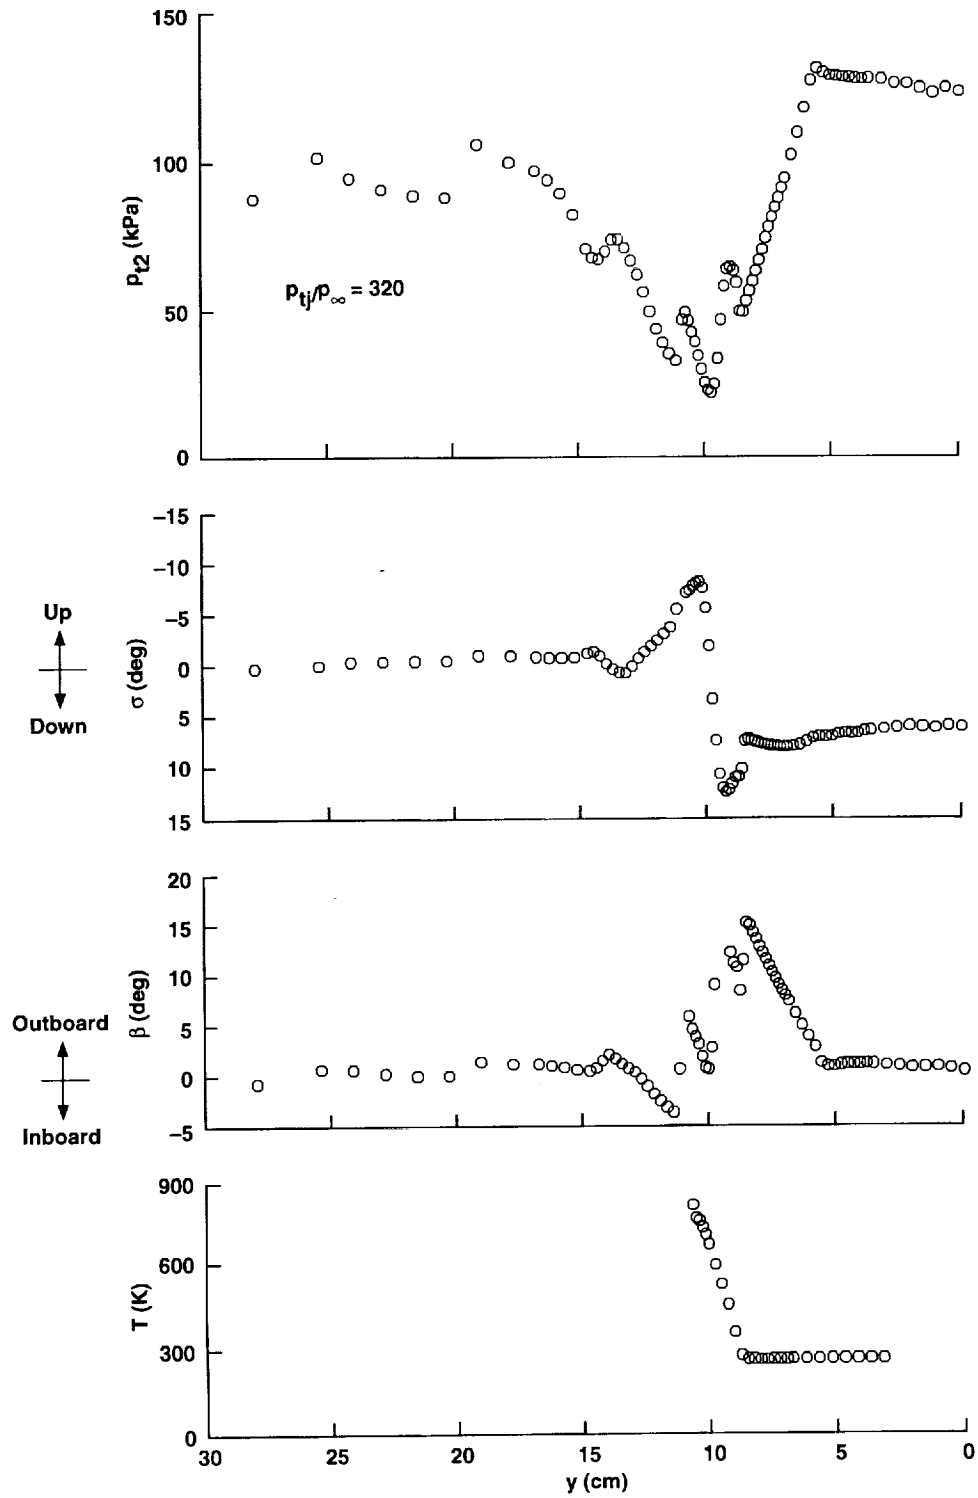 150
100
50
0
p_t2 (kPa)
p_tj/p_∞ = 320
–15
–10
–5
0
5
10
15
σ (deg)
Up
Down
20
15
10
5
0
–5
β (deg)
Outboard
Inboard
900
600
300
0
T (K)
30 25 20 15 10 5 0
y (cm)